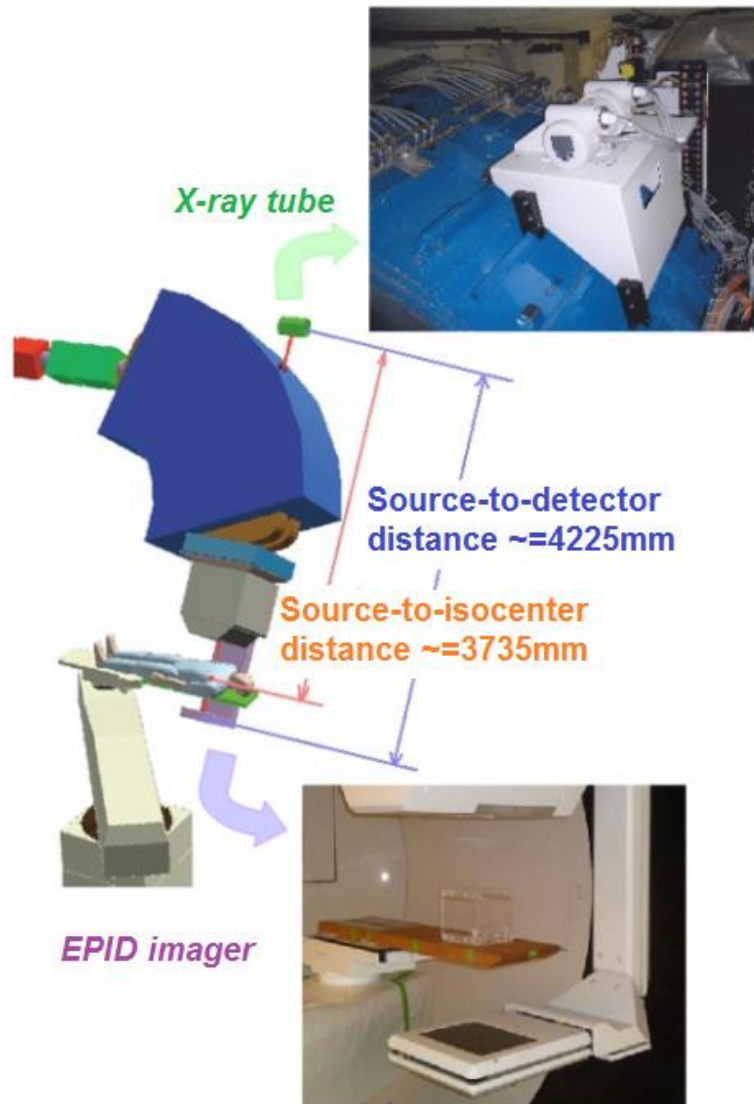 X-ray tube
Source-to-detector
distance ~=4225mm
Source-to-isocenter
distance ~=3735mm
EPID imager